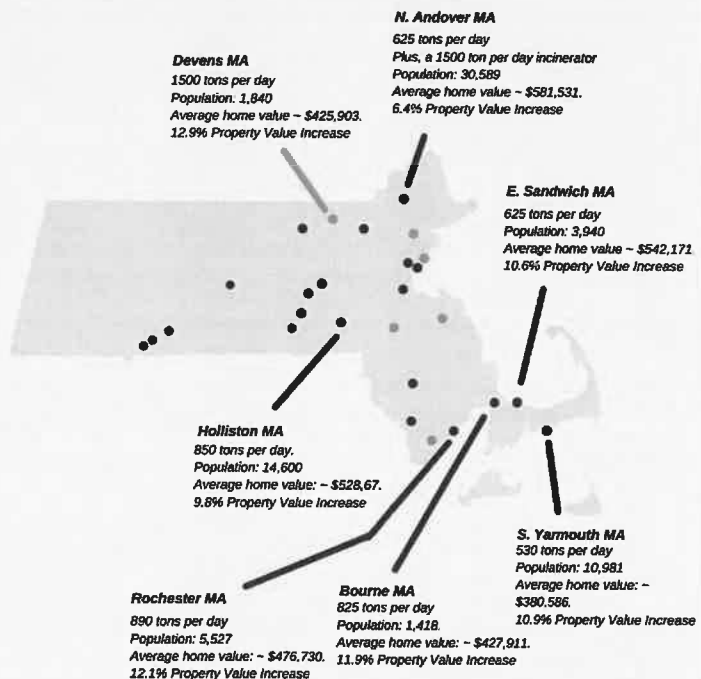 N. Andover MA
625 tons per day
Plus, a 1500 ton per day incinerator
Population: 30,589
Average home value ~ $581,531.
6.4% Property Value Increase
Devens MA
1500 tons per day
Population: 1,840
Average home value ~ $425,903.
12.9% Property Value Increase
E. Sandwich MA
625 tons per day
Population: 3,940
Average home value ~ $542,171
10.6% Property Value Increase
Holliston MA
850 tons per day.
Population: 14,600
Average home value: ~ $528,67.
9.8% Property Value Increase
S. Yarmouth MA
530 tons per day
Population: 10,981
Average home value: ~
$380,586.
10.9% Property Value Increase
Rochester MA
890 tons per day
Population: 5,527
Average home value: ~ $476,730.
12.1% Property Value Increase
Bourne MA
825 tons per day
Population: 1,418.
Average home value: ~ $427,911.
11.9% Property Value Increase